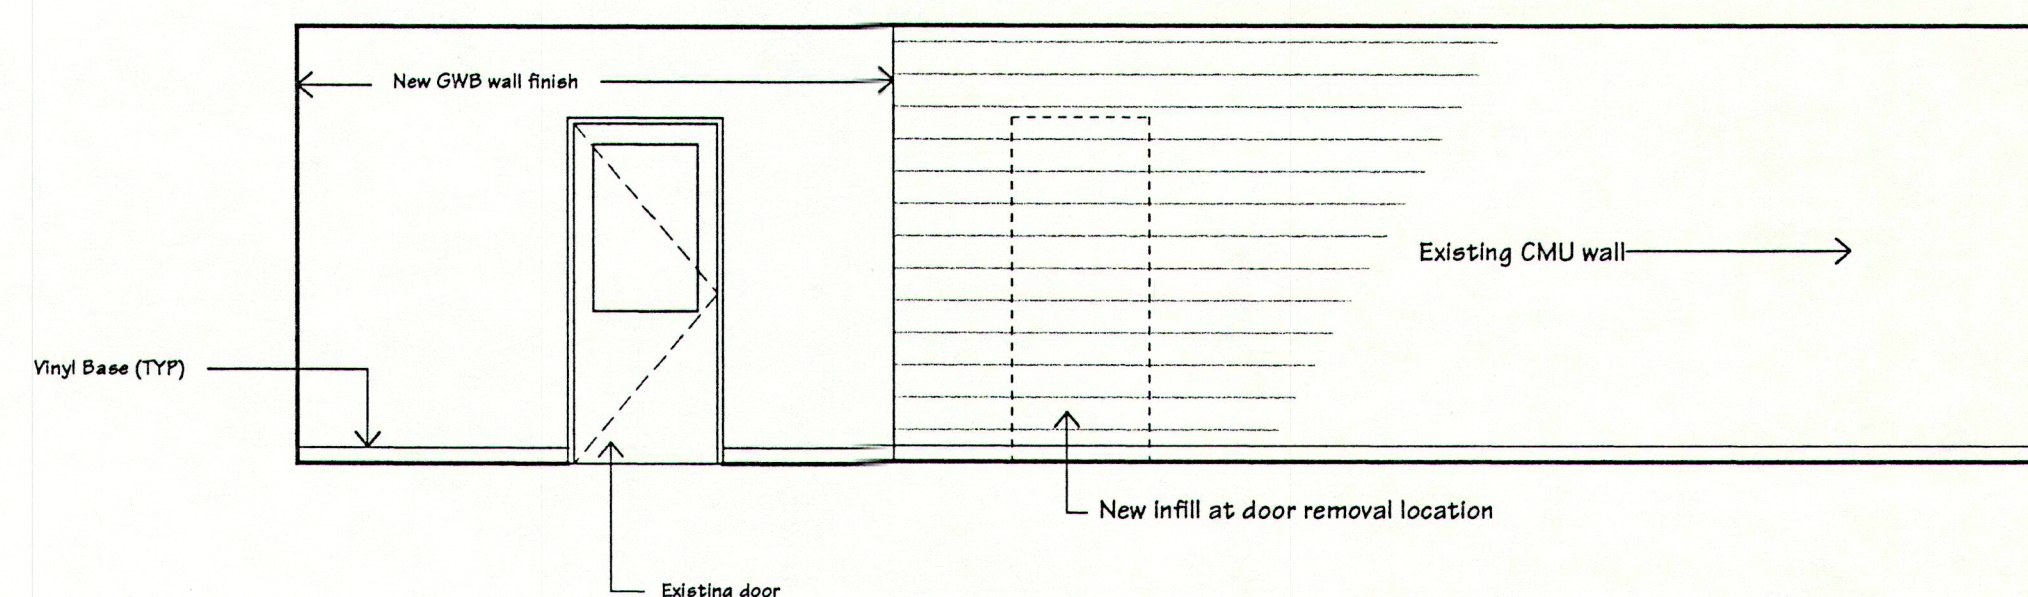 New GWB wall finish
Existing CMU wall
Vinyl Base (TYP)
New infill at door removal location
Existing door